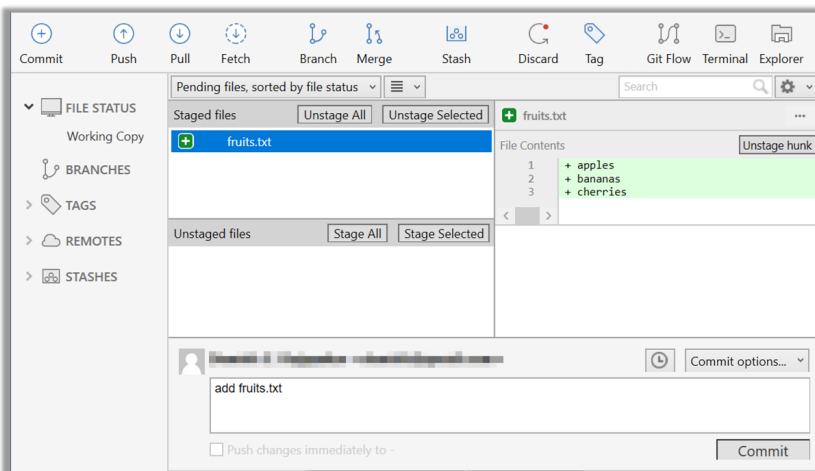 Commit Push Pull Fetch Branch Merge Stash Discard Tag Git Flow Terminal Explorer
Pending files, sorted by file status
Search
FILE STATUS
Working Copy
BRANCHES
TAGS
REMOTES
STASHES
Staged files Unstage All Unstage Selected
fruits.txt
Unstaged files Stage All Stage Selected
fruits.txt
File Contents Unstage hunk
1 + apples
2 + bananas
3 + cherries
Commit options...
add fruits.txt
Push changes immediately to -
Commit